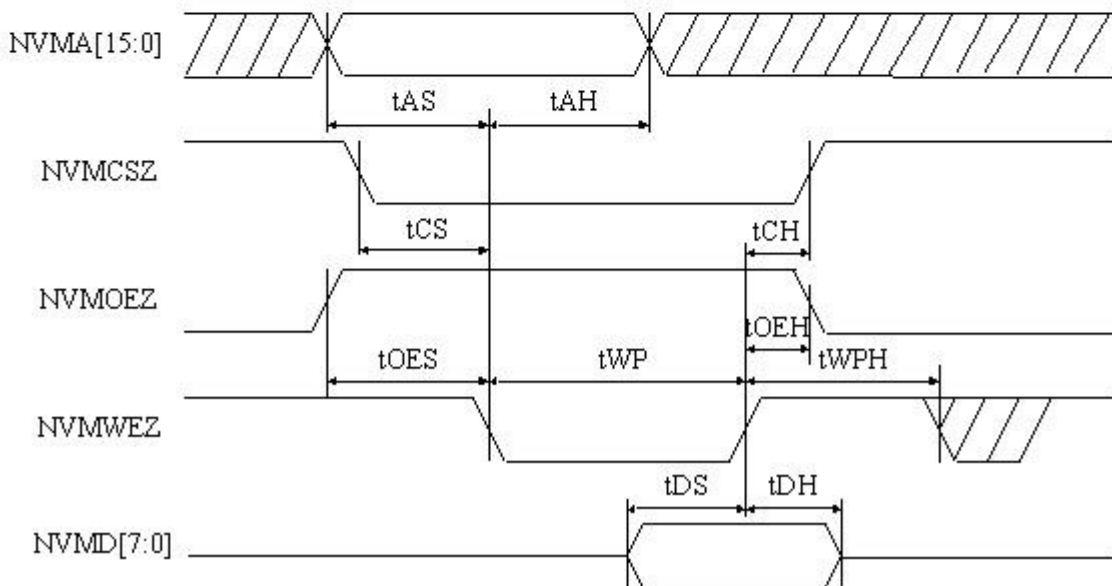 NVMA[15:0]
tAS
tAH
NVMCSZ
tCS
tCH
NVMOEZ
tOEH
tOES
tWP
tWPH
NVMWEZ
tDS
tDH
NVMD[7:0]